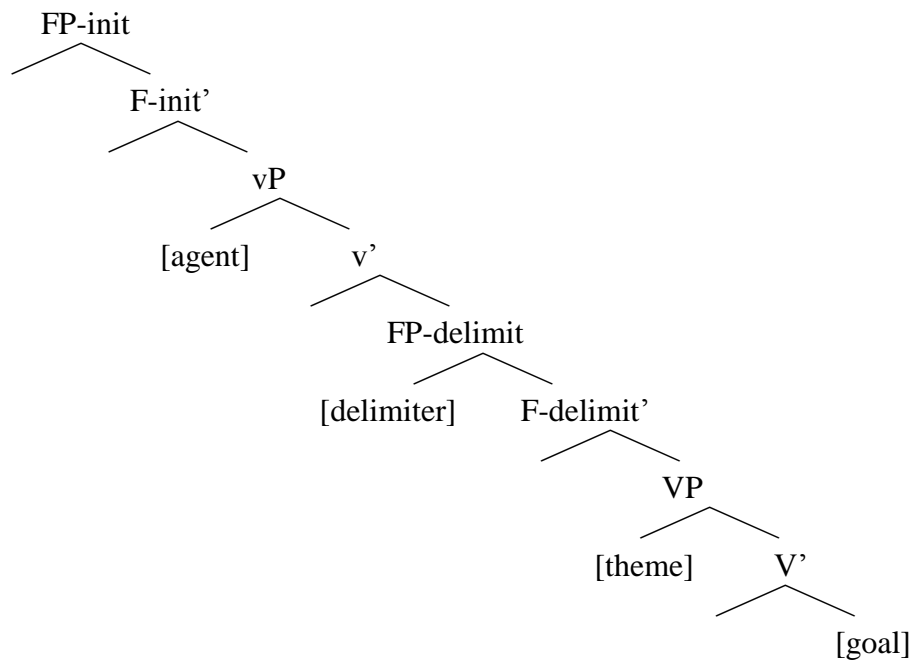 FP-init
F-init’
vP
[agent] v’
FP-delimit
[delimiter] F-delimit’
VP
[theme] V’
[goal]